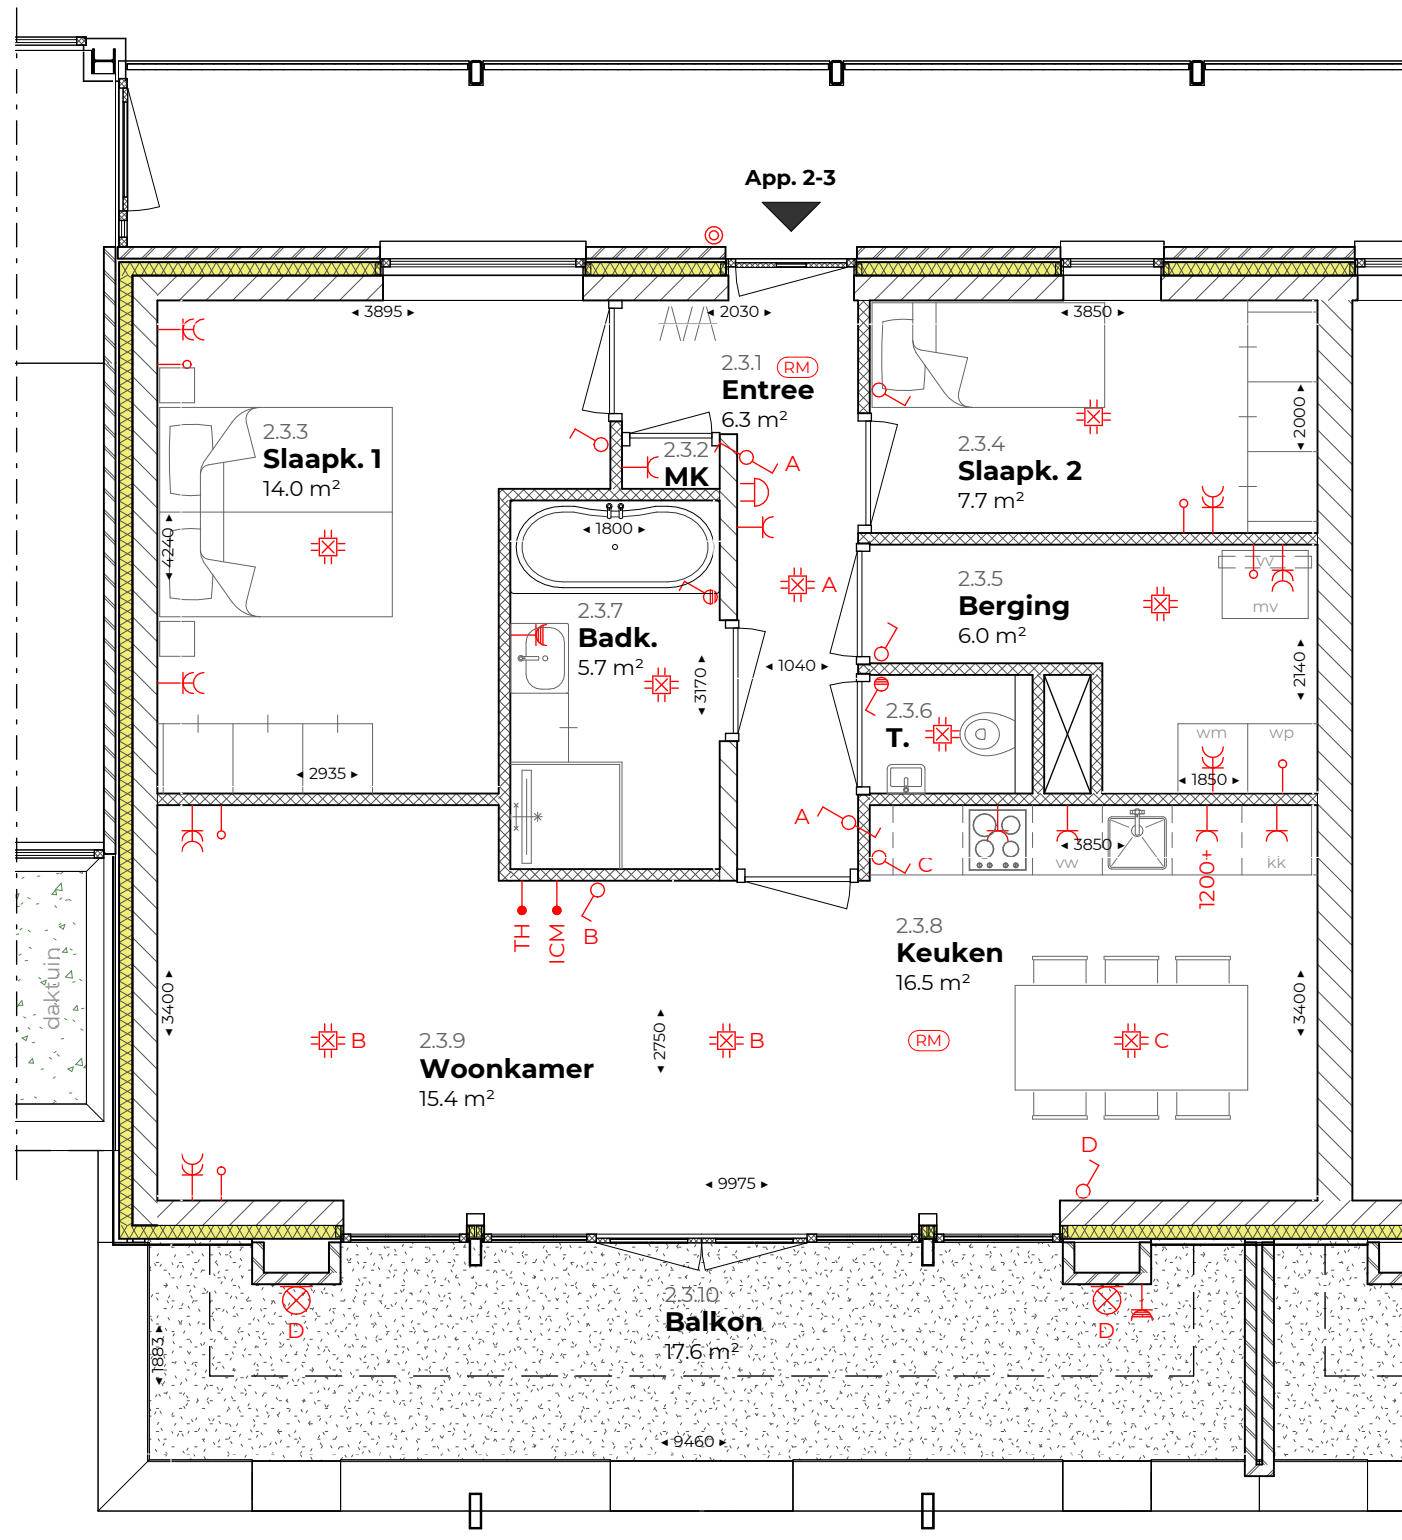 App. 2-3
3895
2030
3850
2.3.1
RM
Entree
6.3 m²
2000
2.3.3
Slaapk. 1
14.0 m²
2.3.2
MK
A
2.3.4
Slaapk. 2
7.7 m²
4240
1800
A
2.3.5
Berging
6.0 m²
vv
mv
2.3.7
Badk.
5.7 m²
3170
1040
2140
2.3.6
T.
wm
wp
2935
1850
A
C
3850
vw
kk
1200+
TH
ICM
B
2.3.8
Keuken
16.5 m²
daktuin
3400
2.3.9
Woonkamer
15.4 m²
B
2750
B
RM
C
3400
D
9975
2.3.10
Balkon
17.6 m²
D
D
1883
9460